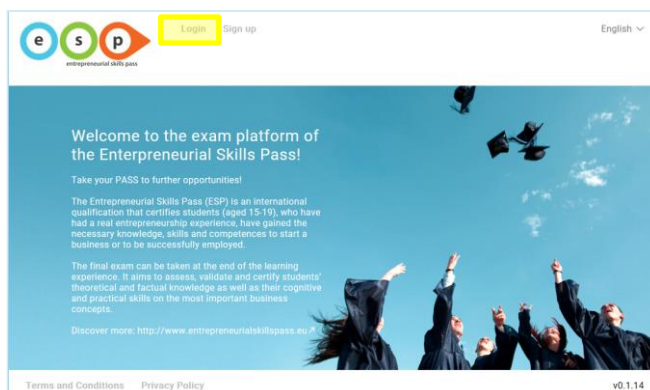 e s p
entrepreneurial skills pass
Login Sign up
English
Welcome to the exam platform of
the Enterpreneurial Skills Pass!
Take your PASS to further opportunities!
The Entrepreneurial Skills Pass (ESP) is an international
qualification that certifies students (aged 15-19), who have
had a real entrepreneurship experience, have gained the
necessary knowledge, skills and competences to start a
business or to be successfully employed.
The final exam can be taken at the end of the learning
experience. It aims to assess, validate and certify students'
theoretical and factual knowledge as well as their cognitive
and practical skills on the most important business
concepts.
Discover more: http://www.entrepreneurialskillspass.eu
Terms and Conditions Privacy Policy
v0.1.14